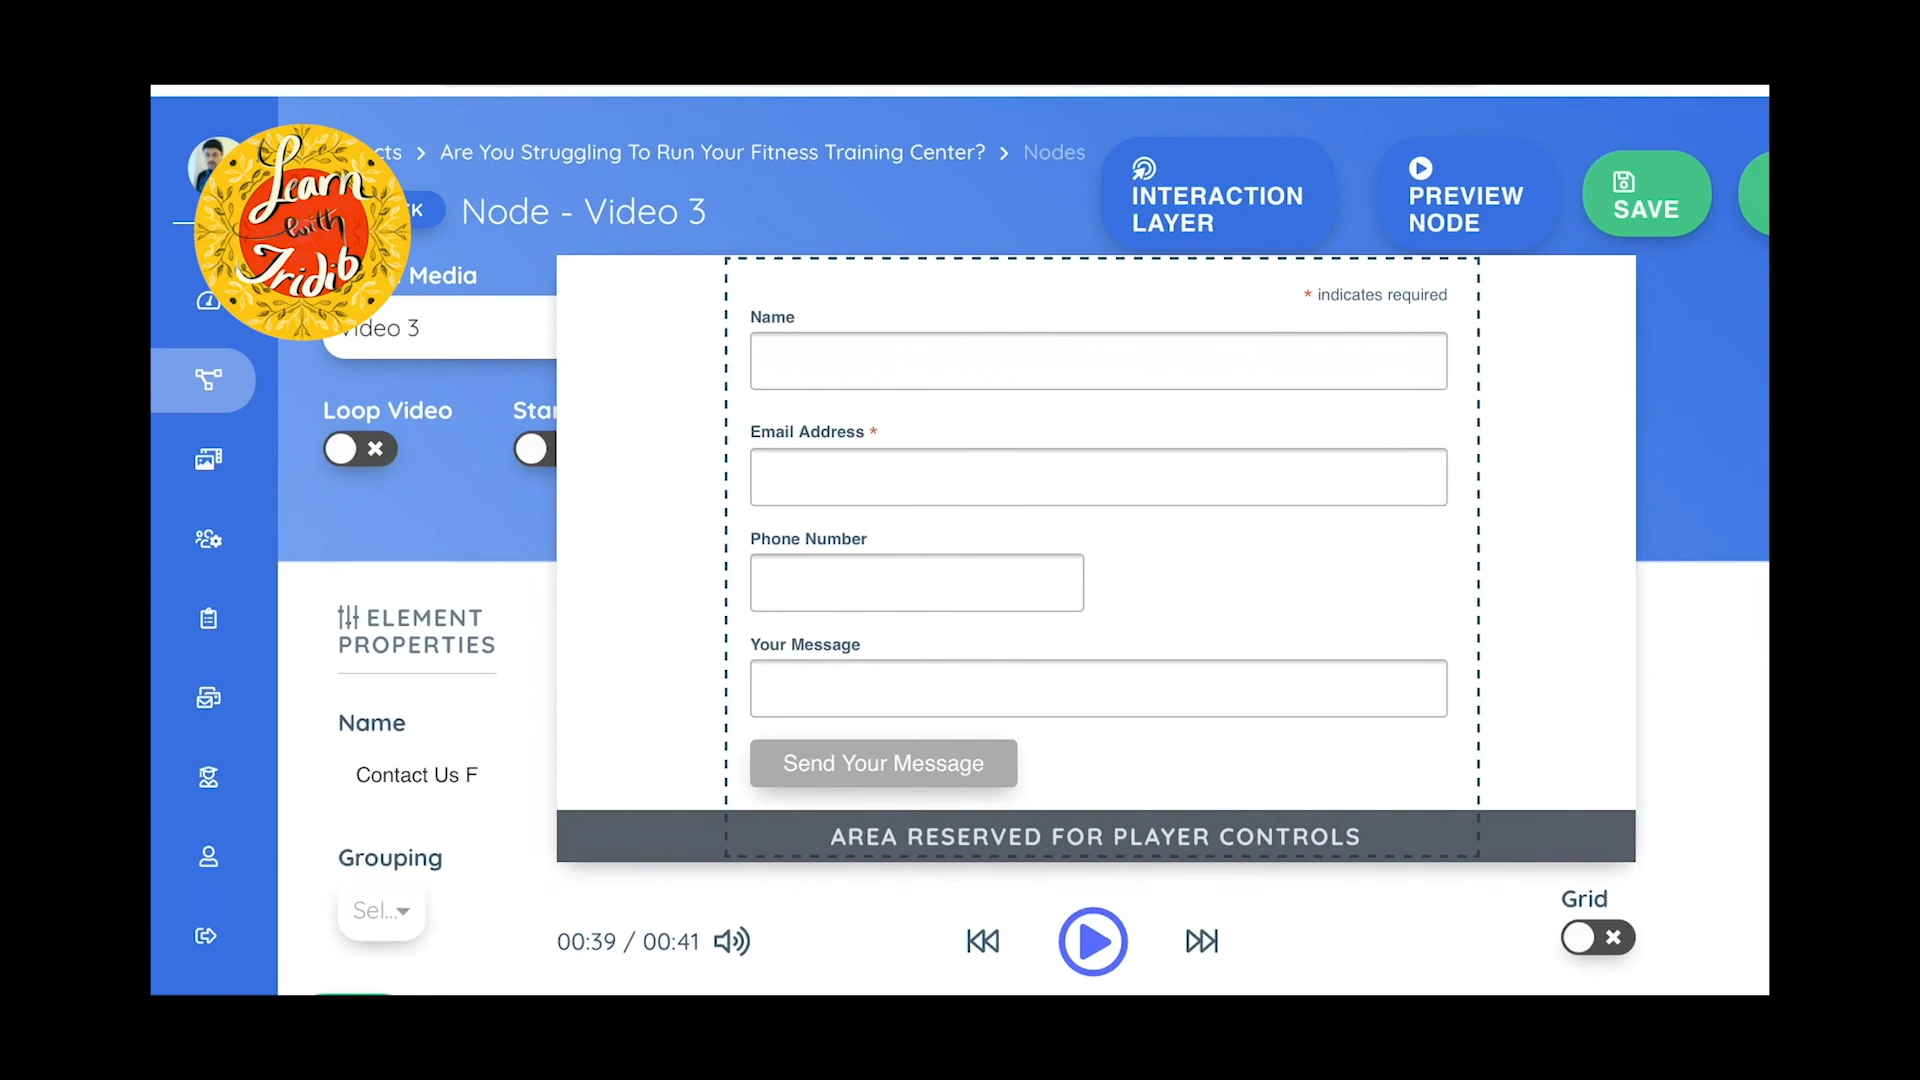 cts > Are You Struggling To Run Your Fitness Training Center? > Nodes
Learn
with
Tridib
K
Node - Video 3
INTERACTION
LAYER
PREVIEW
NODE
SAVE
Media
Video 3
Loop Video
Star
* indicates required
Name
Email Address *
Phone Number
Your Message
Send Your Message
AREA RESERVED FOR PLAYER CONTROLS
ELEMENT
PROPERTIES
Name
Contact Us F
Grouping
Sel...
00:39 / 00:41
Grid